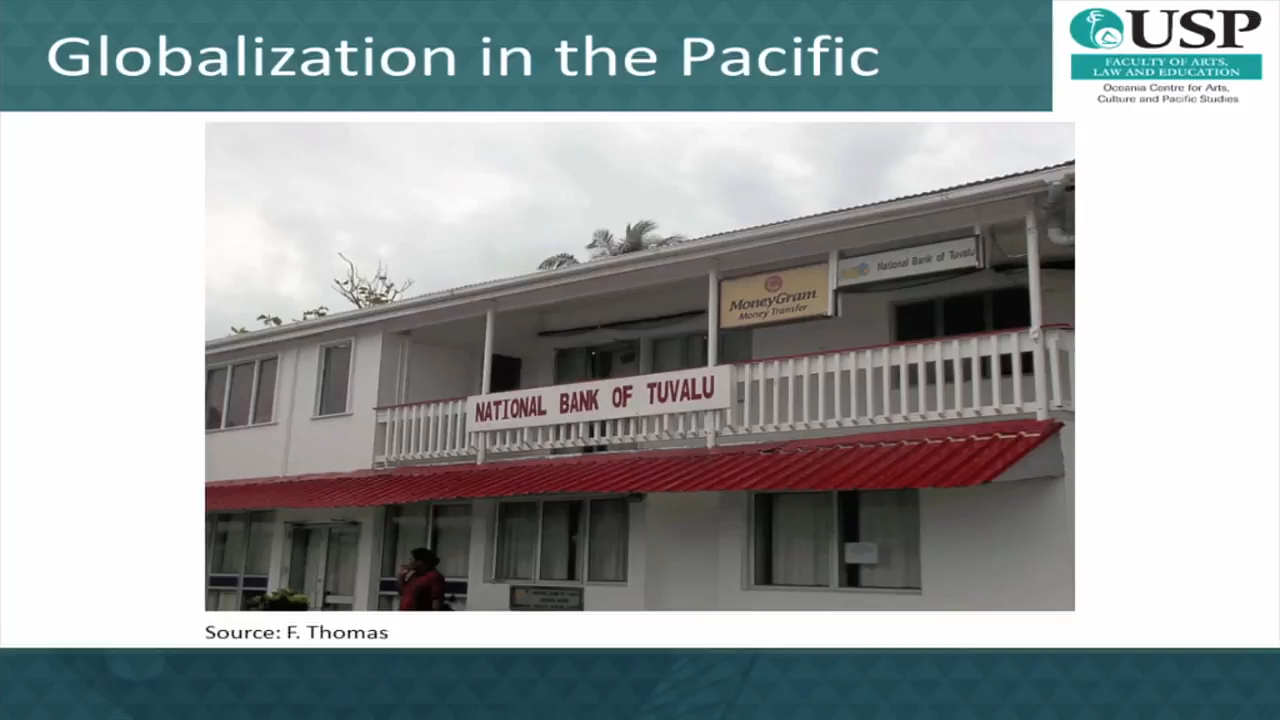 Globalization in the Pacific
USP
FACULTY OF ARTS,
LAW AND EDUCATION
Oceania Centre for Arts,
Culture and Pacific Studies
National Bank of Tuvalu
MoneyGram
Money Transfer
NATIONAL BANK OF TUVALU
Source: F. Thomas